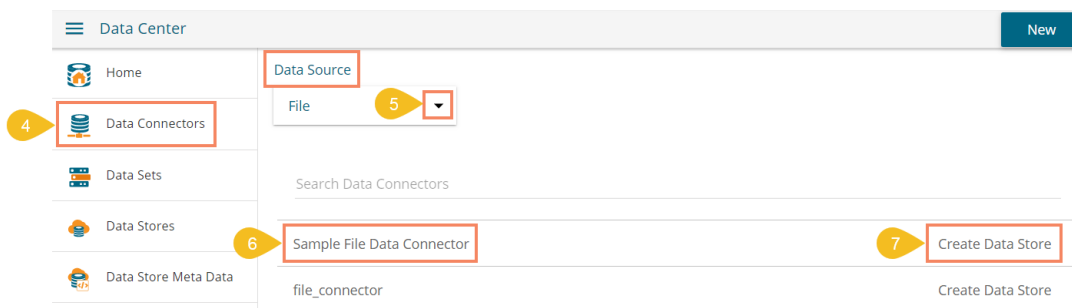 Data Center
New
Home
Data Source
File
5
4
Data Connectors
Data Sets
Search Data Connectors
Data Stores
6
Sample File Data Connector
7
Create Data Store
Data Store Meta Data
file_connector
Create Data Store